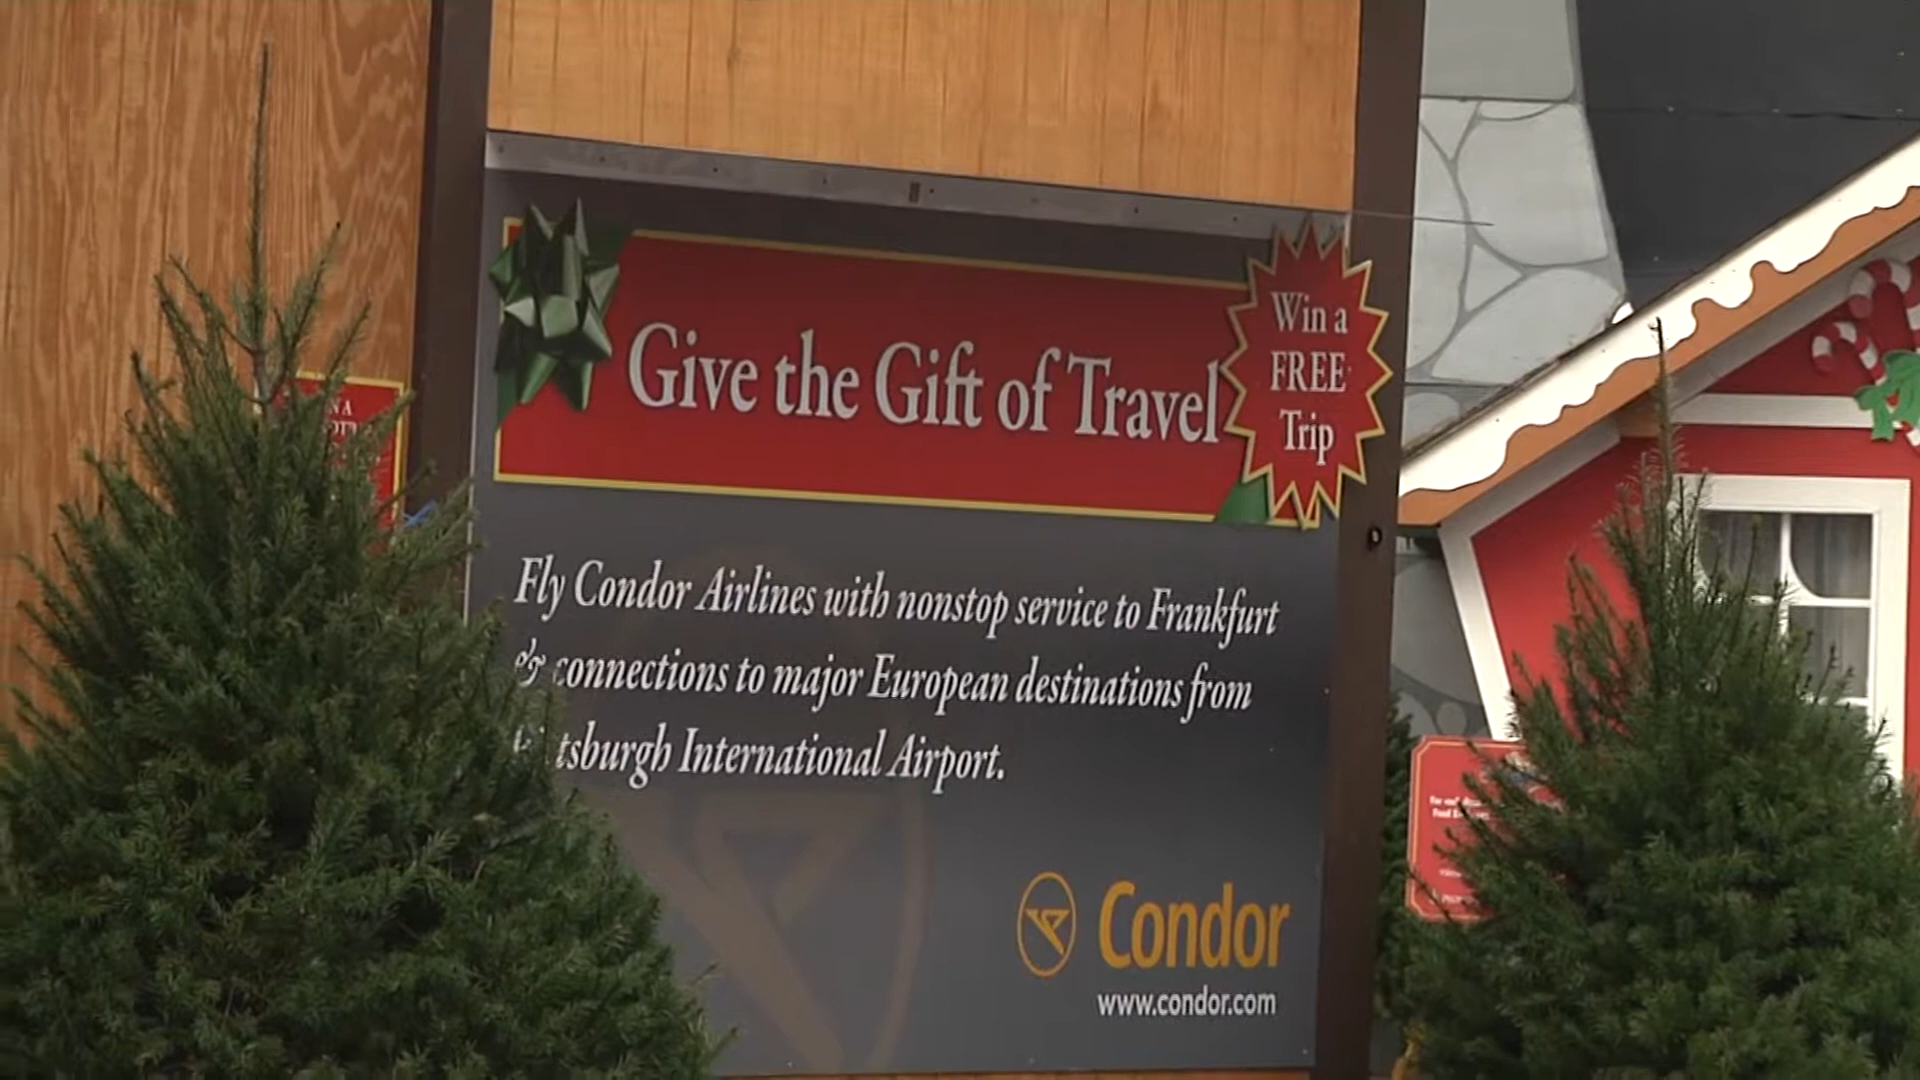 Give the Gift of Travel
Win a
FREE
Trip
Fly Condor Airlines with nonstop service to Frankfurt
& connections to major European destinations from
Pittsburgh International Airport.
Condor
www.condor.com